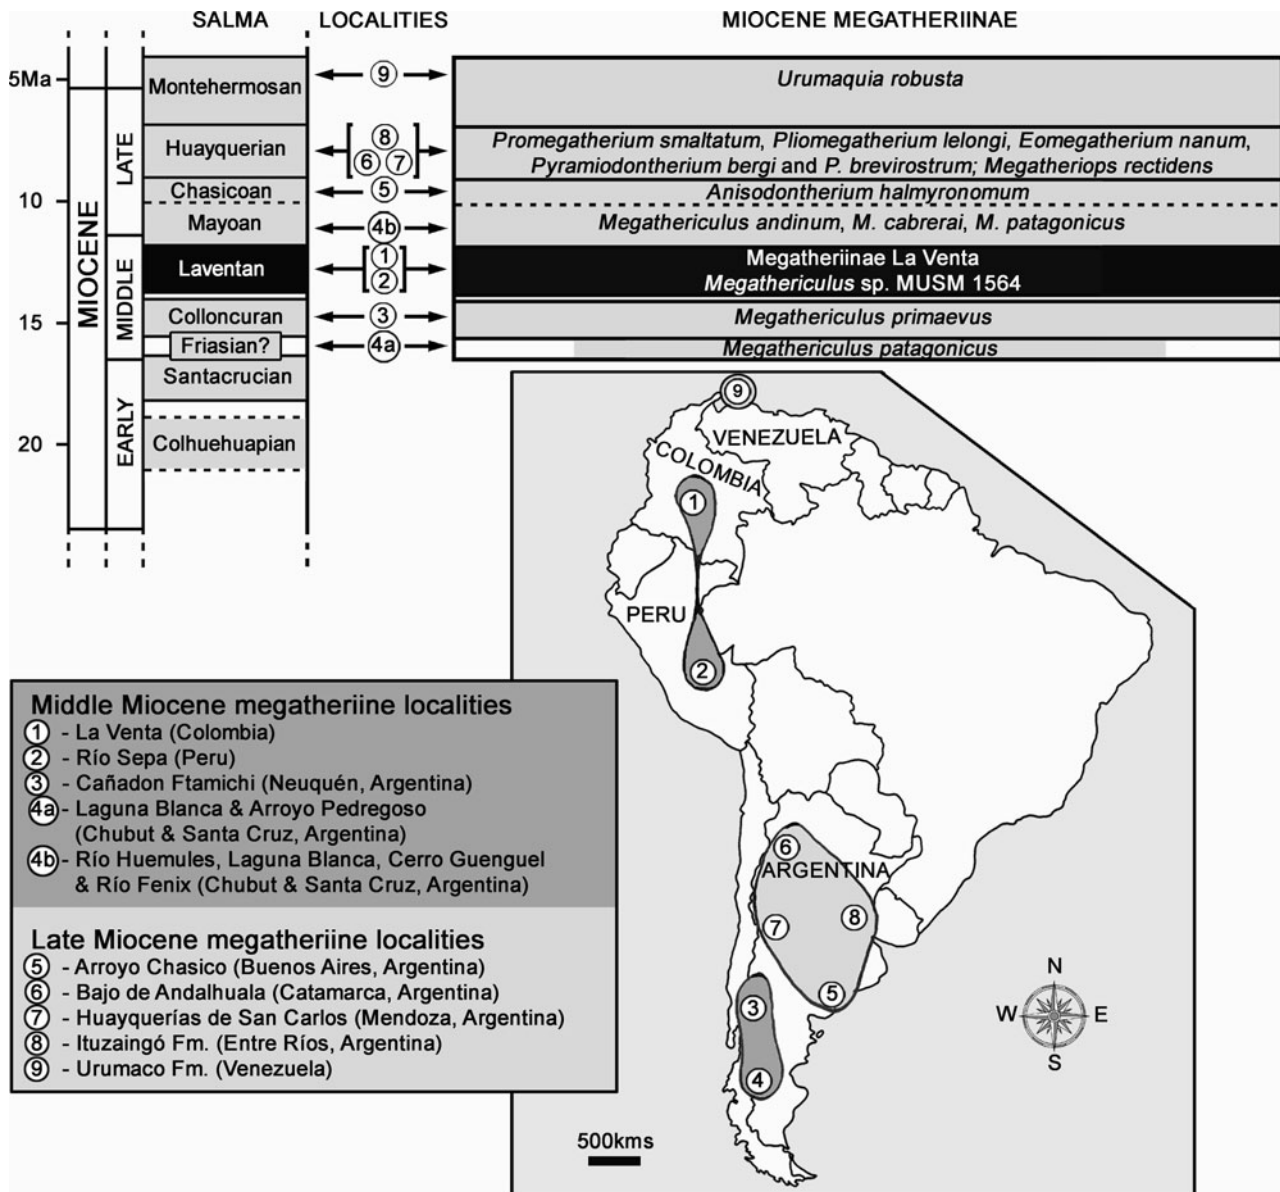 SALMA
LOCALITIES
MIOCENE MEGATHERIINAE
5Ma
10
15
20
MIOCENE
LATE
MIDDLE
EARLY
Montehermosan
9
Urumaquia robusta
Huayquerian
8
6 7
Promegatherium smaltatum, Pliomegatherium lelongi, Eomegatherium nanum,
Pyramiodontherium bergi and P. brevirostrum; Megatheriops rectidens
Chasicoan
5
Anisodontherium halmyronomum
Mayoan
4b
Megathericulus andinum, M. cabrerai, M. patagonicus
Laventan
1
2
Megatheriinae La Venta
Megathericulus sp. MUSM 1564
Colloncuran
3
Megathericulus primaevus
Friasian?
4a
Megathericulus patagonicus
Santacrucian
Colhuehuapian
9
VENEZUELA
COLOMBIA
1
PERU
2
6
ARGENTINA
8
7
5
3
4
N
W E
S
500kms
Middle Miocene megatheriine localities
1 - La Venta (Colombia)
2 - Río Sepa (Peru)
3 - Cañadon Ftamichi (Neuquén, Argentina)
4a - Laguna Blanca & Arroyo Pedregoso
(Chubut & Santa Cruz, Argentina)
4b - Río Huemules, Laguna Blanca, Cerro Guenguel
& Río Fenix (Chubut & Santa Cruz, Argentina)
Late Miocene megatheriine localities
5 - Arroyo Chasico (Buenos Aires, Argentina)
6 - Bajo de Andalhuala (Catamarca, Argentina)
7 - Huayquerías de San Carlos (Mendoza, Argentina)
8 - Ituzaingó Fm. (Entre Ríos, Argentina)
9 - Urumaco Fm. (Venezuela)